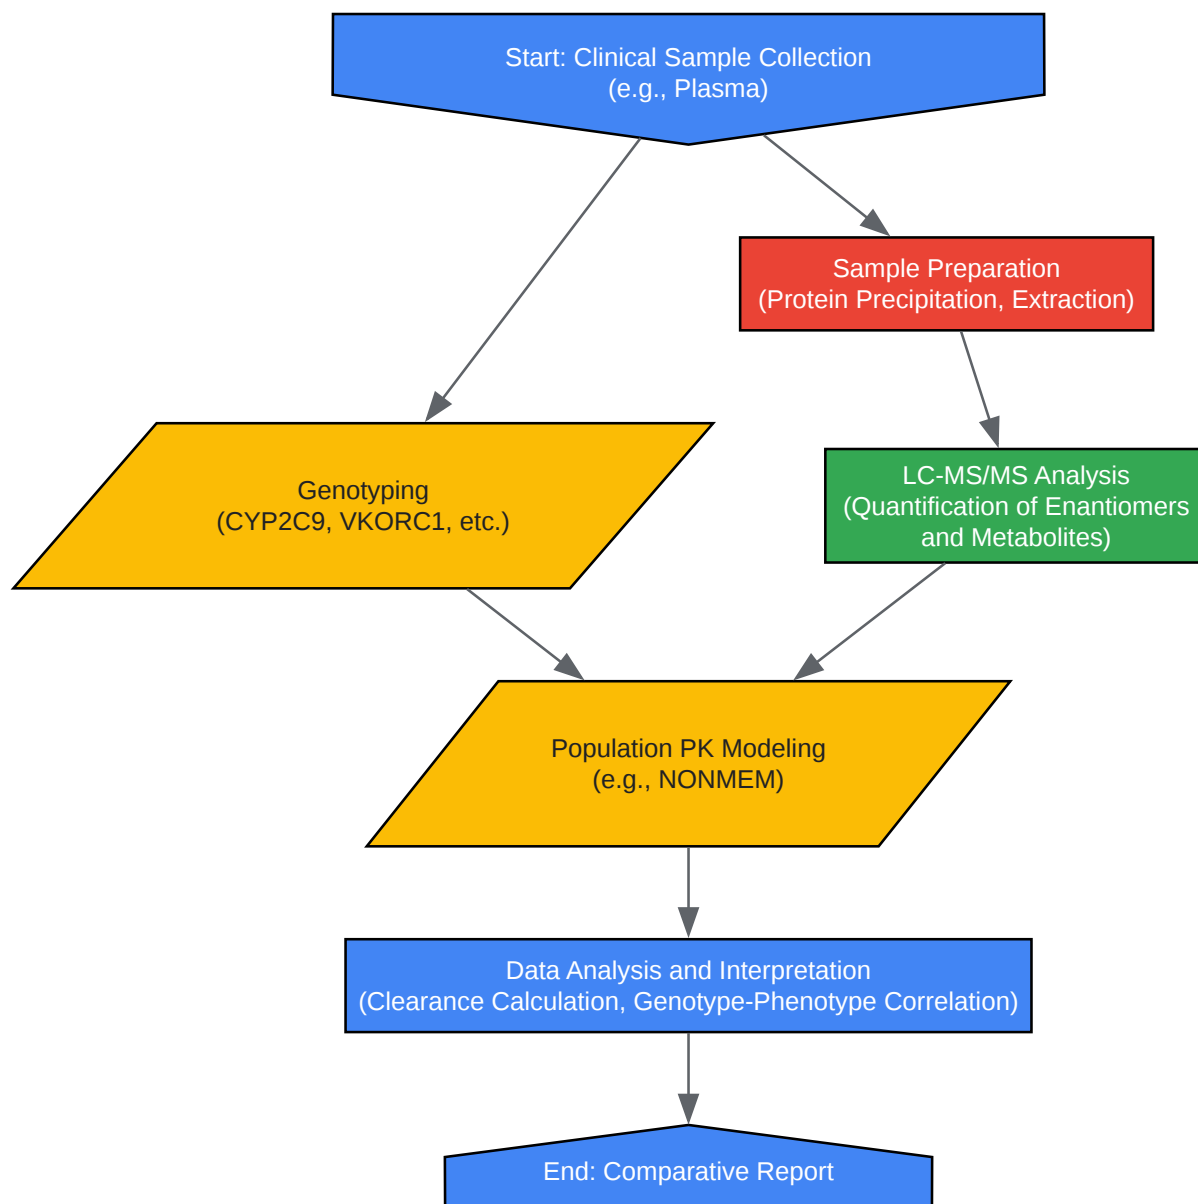 Start: Clinical Sample Collection
(e.g., Plasma)
Sample Preparation
(Protein Precipitation, Extraction)
Genotyping
(CYP2C9, VKORC1, etc.)
LC-MS/MS Analysis
(Quantification of Enantiomers
and Metabolites)
Population PK Modeling
(e.g., NONMEM)
Data Analysis and Interpretation
(Clearance Calculation, Genotype-Phenotype Correlation)
End: Comparative Report